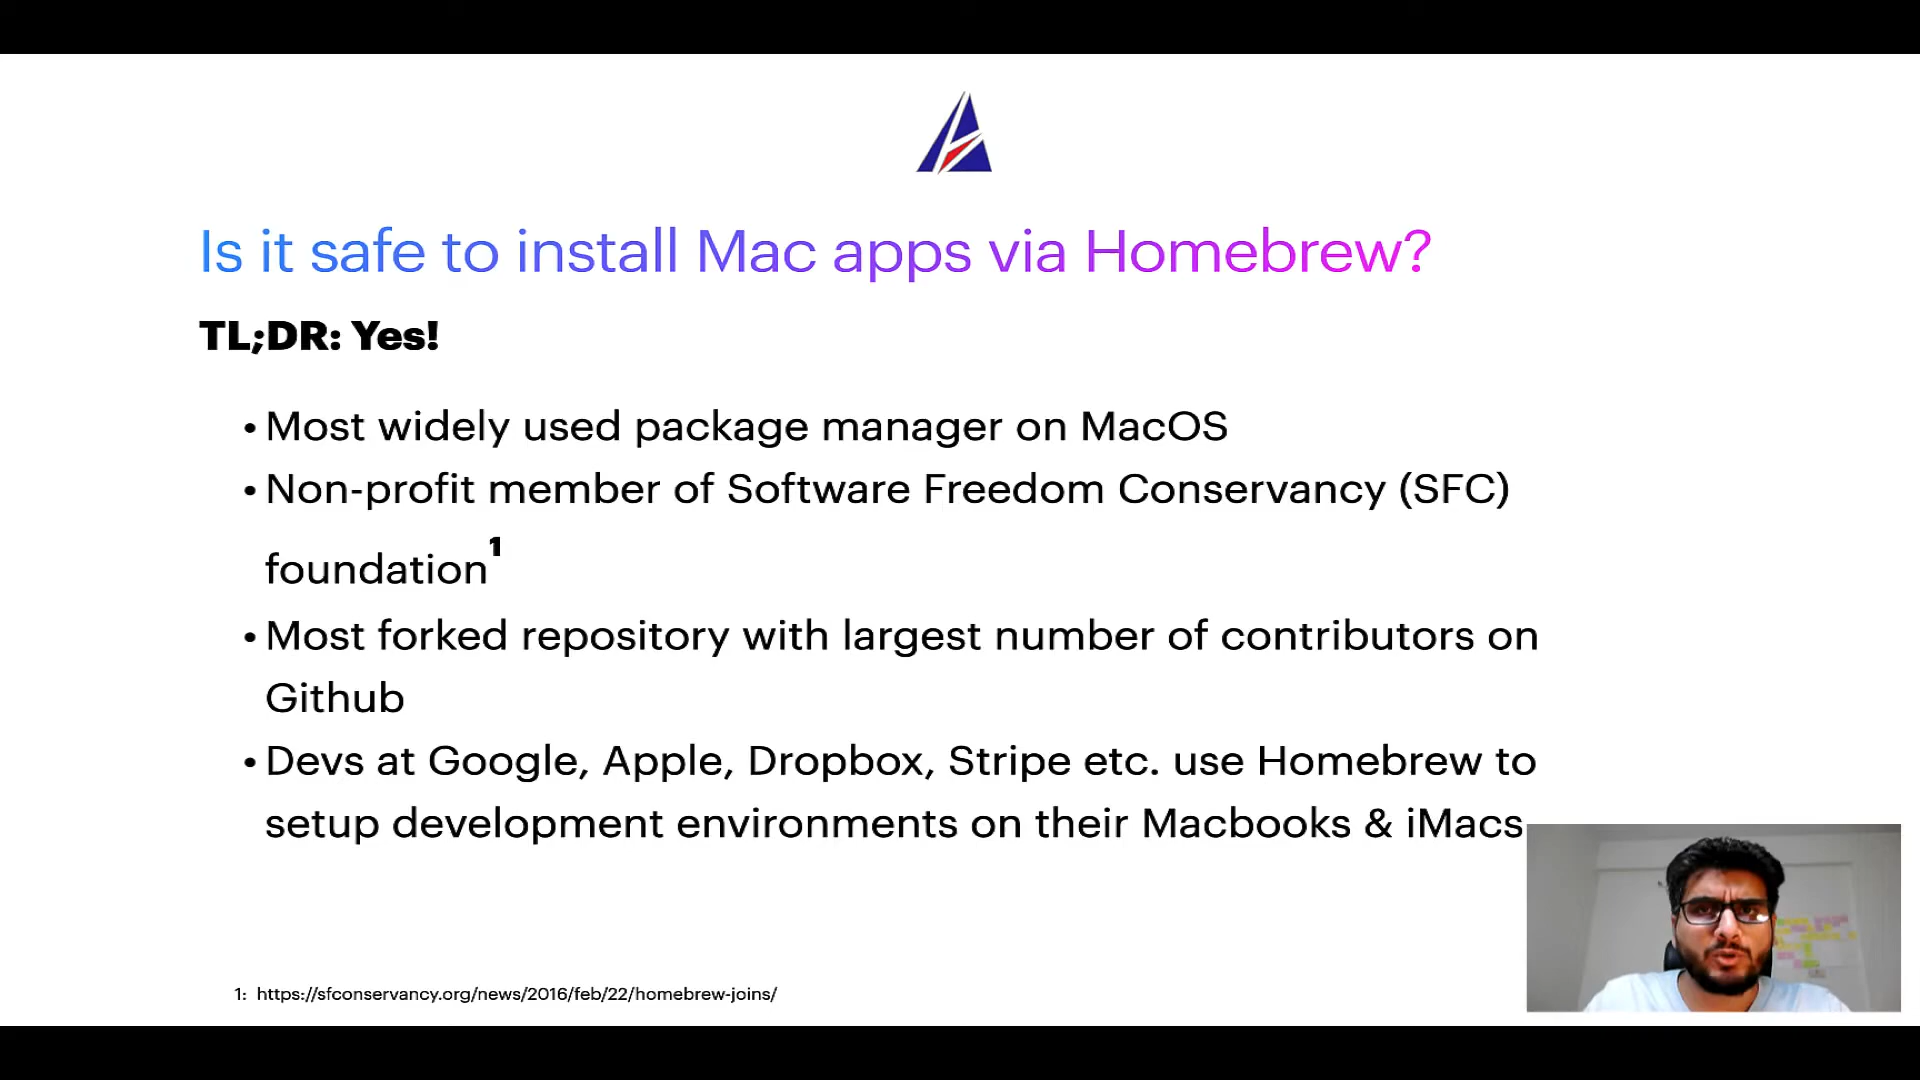 Is it safe to install Mac apps via Homebrew?
TL;DR: Yes!
• Most widely used package manager on MacOS
• Non-profit member of Software Freedom Conservancy (SFC)
foundation1
• Most forked repository with largest number of contributors on
Github
• Devs at Google, Apple, Dropbox, Stripe etc. use Homebrew to
setup development environments on their Macbooks & iMacs
1: https://sfconservancy.org/news/2016/feb/22/homebrew-joins/